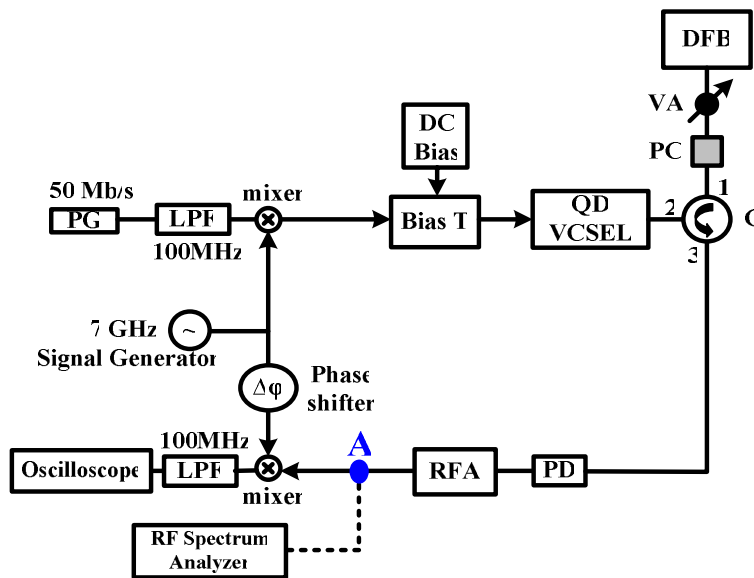 DFB
VA
DC
Bias
PC
50 Mb/s
mixer
1
PG
LPF
Bias T
QD
VCSEL
2
C
100MHz
3
7 GHz
Signal Generator
~
Δφ
Phase
shifter
100MHz
A
Oscilloscope
LPF
RFA
PD
mixer
RF Spectrum
Analyzer